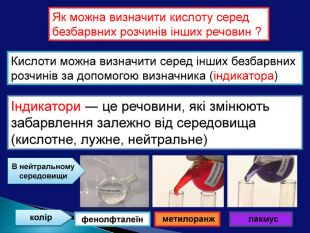 Як можна визначити кислоту серед
безбарвних розчинів інших речовин ?
Кислоти можна визначити серед інших безбарвних
розчинів за допомогою визначника (індикатора)
Індикатори — це речовини, які змінюють
забарвлення залежно від середовища
(кислотне, лужне, нейтральне)
В нейтральному
середовищи
колір
фенолфталеїн
метилоранж
лакмус